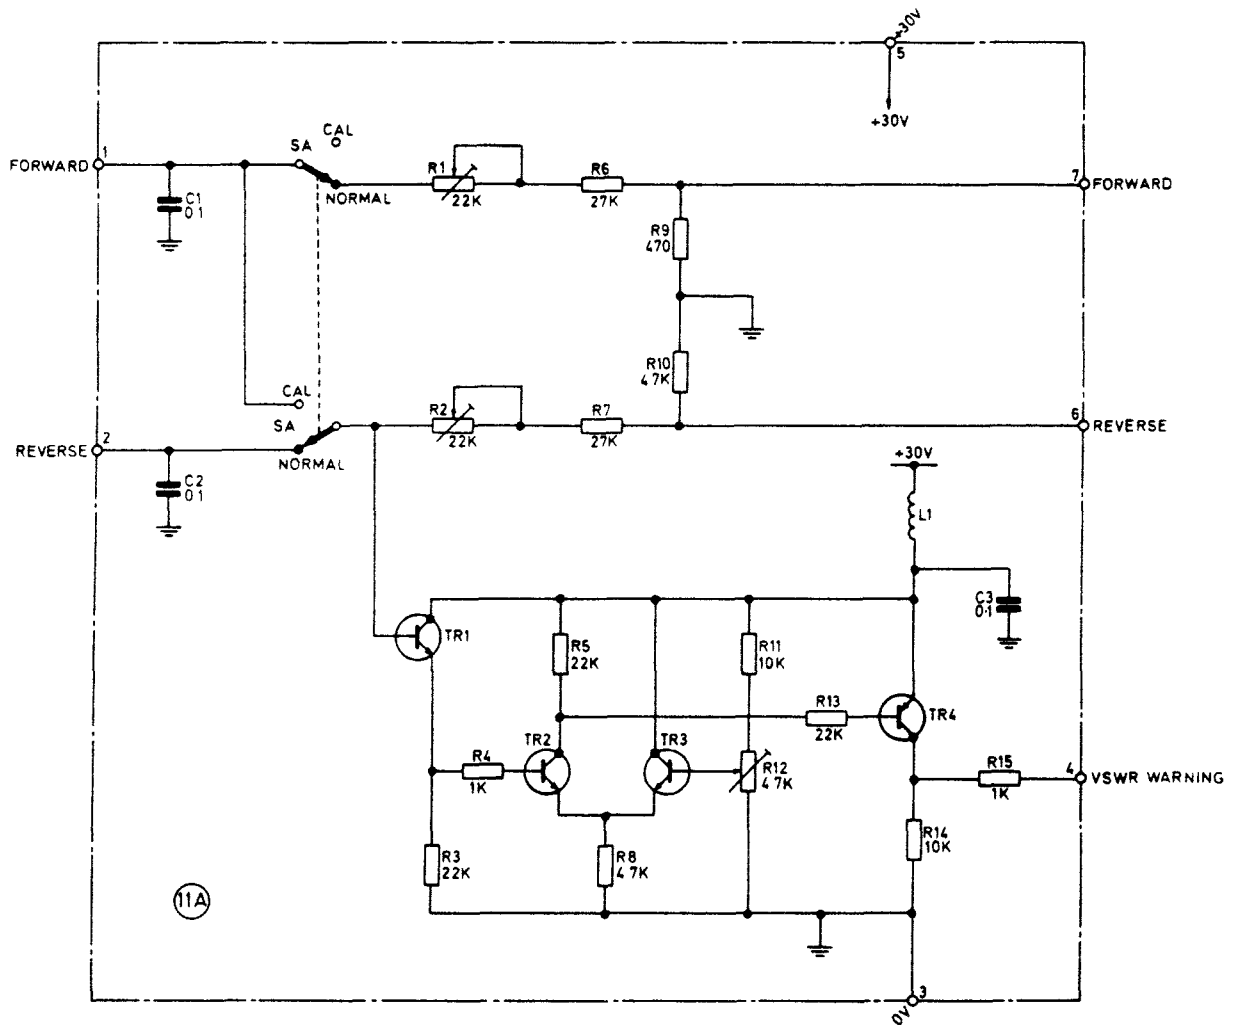 +30V
5
+30V
CAL
SA
1
FORWARD
R1
22K
NORMAL
R6
27K
7
FORWARD
C1
0.1
R9
470
R10
4.7K
CAL
SA
R2
22K
R7
27K
6
REVERSE
REVERSE
2
NORMAL
C2
0.1
+30V
L1
C3
0.1
TR1
R5
22K
R11
10K
R13
22K
TR4
TR2
TR3
R4
1K
R12
4.7K
R15
1K
4
VSWR WARNING
R3
22K
R8
4.7K
R14
10K
11A
3
0V